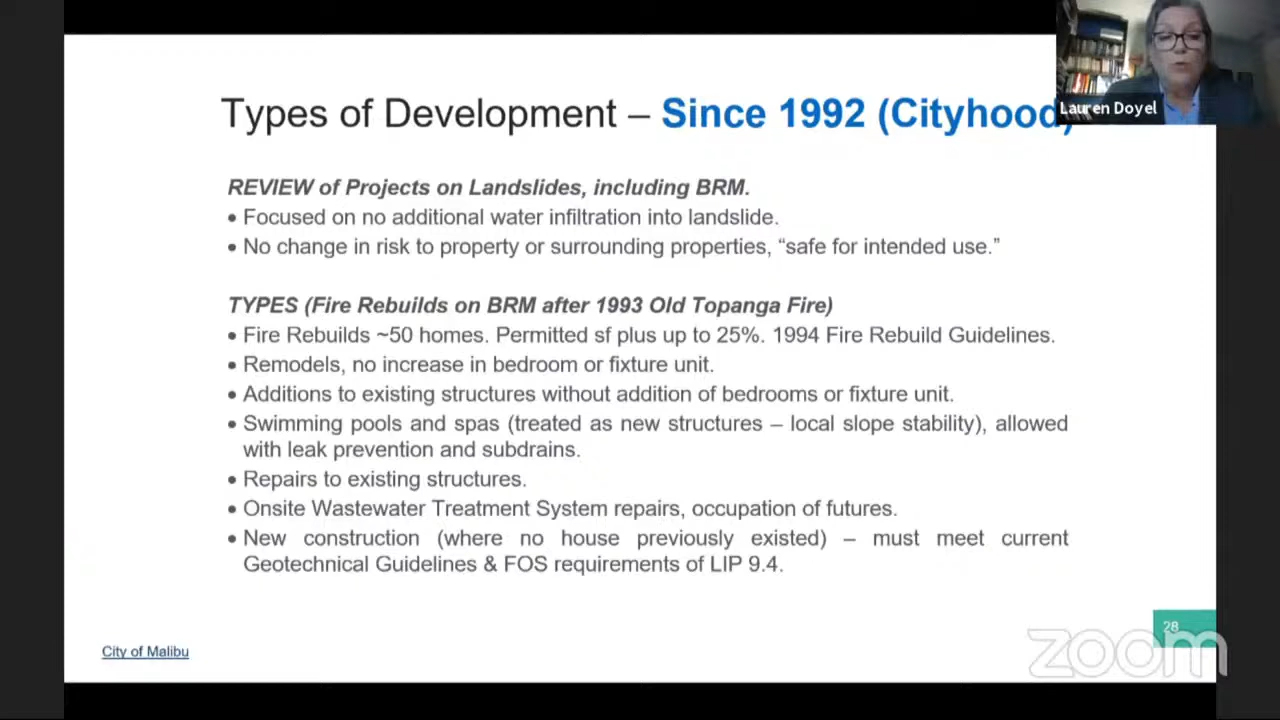 Types of Development – Since 1992 (Cityhood)
Lauren Doyel
REVIEW of Projects on Landslides, including BRM.
• Focused on no additional water infiltration into landslide.
• No change in risk to property or surrounding properties, “safe for intended use.”
TYPES (Fire Rebuilds on BRM after 1993 Old Topanga Fire)
• Fire Rebuilds ~50 homes. Permitted sf plus up to 25%. 1994 Fire Rebuild Guidelines.
• Remodels, no increase in bedroom or fixture unit.
• Additions to existing structures without addition of bedrooms or fixture unit.
• Swimming pools and spas (treated as new structures – local slope stability), allowed
with leak prevention and subdrains.
• Repairs to existing structures.
• Onsite Wastewater Treatment System repairs, occupation of futures.
• New construction (where no house previously existed) – must meet current
Geotechnical Guidelines & FOS requirements of LIP 9.4.
28
City of Malibu
zoom